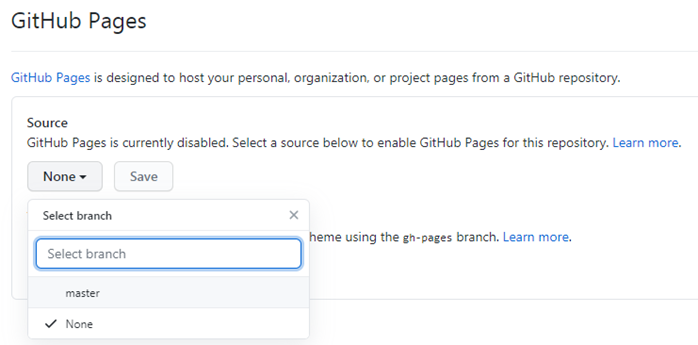 GitHub Pages
GitHub Pages is designed to host your personal, organization, or project pages from a GitHub repository.
Source
GitHub Pages is currently disabled. Select a source below to enable GitHub Pages for this repository. Learn more.
None Save
Select branch
heme using the gh-pages branch. Learn more.
Select branch
master
None